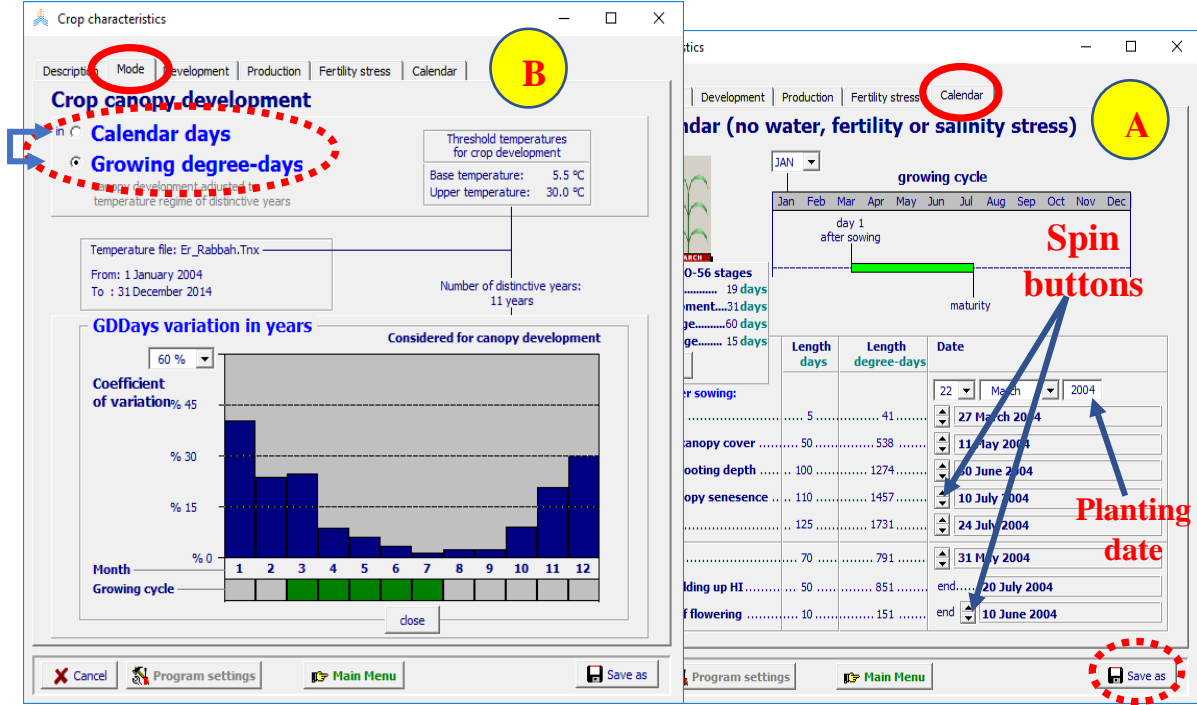 Crop characteristics
Description
Mode
Development
Production
Fertility stress
Calendar
B
Crop canopy development
in
Calendar days
Growing degree-days
canopy development adjusted to
temperature regime of distinctive years
Threshold temperatures
for crop development
Base temperature: 5.5 ºC
Upper temperature: 30.0 ºC
Temperature file: Er_Rabbah.Tnx
From: 1 January 2004
To : 31 December 2014
Number of distinctive years:
11 years
GDDays variation in years
Considered for canopy development
60 %
Coefficient
of variation
% 45
% 30
% 15
% 0
Month 1 2 3 4 5 6 7 8 9 10 11 12
Growing cycle
close
Cancel
Program settings
Main Menu
Save as
stics
Development
Production
Fertility stress
Calendar
A
ndar (no water, fertility or salinity stress)
JAN
growing cycle
Jan Feb Mar Apr May Jun Jul Aug Sep Oct Nov Dec
day 1
after sowing
maturity
Spin
buttons
ARCH
O-56 stages
......... 19 days
ment....31 days
ge.........60 days
ge........ 15 days
Length
days
Length
degree-days
Date
er sowing:
22 March 2004
5 41 27 March 2004
canopy cover 50 538 11 May 2004
ooting depth 100 1274 30 June 2004
opy senesence 110 1457 10 July 2004
125 1731 24 July 2004
70 791 31 May 2004
lding up HI 50 851 end..... 20 July 2004
f flowering 10 151 end 10 June 2004
Planting
date
Program settings
Main Menu
Save as